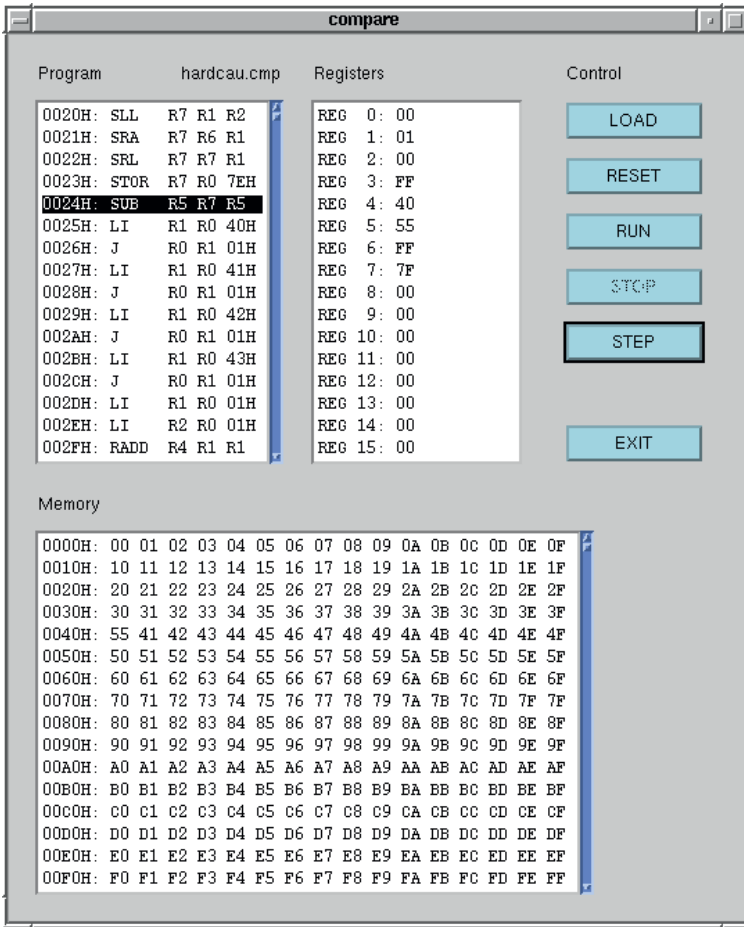 compare
Program hardcau.cmp Registers Control
0020H: SLL R7 R1 R2
0021H: SRA R7 R6 R1
0022H: SRL R7 R7 R1
0023H: STOR R7 R0 7EH
0024H: SUB R5 R7 R5
0025H: LI R1 R0 40H
0026H: J R0 R1 01H
0027H: LI R1 R0 41H
0028H: J R0 R1 01H
0029H: LI R1 R0 42H
002AH: J R0 R1 01H
002BH: LI R1 R0 43H
002CH: J R0 R1 01H
002DH: LI R1 R0 01H
002EH: LI R2 R0 01H
002FH: RADD R4 R1 R1
REG 0: 00
REG 1: 01
REG 2: 00
REG 3: FF
REG 4: 40
REG 5: 55
REG 6: FF
REG 7: 7F
REG 8: 00
REG 9: 00
REG 10: 00
REG 11: 00
REG 12: 00
REG 13: 00
REG 14: 00
REG 15: 00
LOAD
RESET
RUN
STOP
STEP
EXIT
Memory
0000H: 00 01 02 03 04 05 06 07 08 09 0A 0B 0C 0D 0E 0F
0010H: 10 11 12 13 14 15 16 17 18 19 1A 1B 1C 1D 1E 1F
0020H: 20 21 22 23 24 25 26 27 28 29 2A 2B 2C 2D 2E 2F
0030H: 30 31 32 33 34 35 36 37 38 39 3A 3B 3C 3D 3E 3F
0040H: 55 41 42 43 44 45 46 47 48 49 4A 4B 4C 4D 4E 4F
0050H: 50 51 52 53 54 55 56 57 58 59 5A 5B 5C 5D 5E 5F
0060H: 60 61 62 63 64 65 66 67 68 69 6A 6B 6C 6D 6E 6F
0070H: 70 71 72 73 74 75 76 77 78 79 7A 7B 7C 7D 7F 7F
0080H: 80 81 82 83 84 85 86 87 88 89 8A 8B 8C 8D 8E 8F
0090H: 90 91 92 93 94 95 96 97 98 99 9A 9B 9C 9D 9E 9F
00A0H: A0 A1 A2 A3 A4 A5 A6 A7 A8 A9 AA AB AC AD AE AF
00B0H: B0 B1 B2 B3 B4 B5 B6 B7 B8 B9 BA BB BC BD BE BF
00C0H: C0 C1 C2 C3 C4 C5 C6 C7 C8 C9 CA CB CC CD CE CF
00D0H: D0 D1 D2 D3 D4 D5 D6 D7 D8 D9 DA DB DC DD DE DF
00E0H: E0 E1 E2 E3 E4 E5 E6 E7 E8 E9 EA EB EC ED EE EF
00F0H: F0 F1 F2 F3 F4 F5 F6 F7 F8 F9 FA FB FC FD FE FF